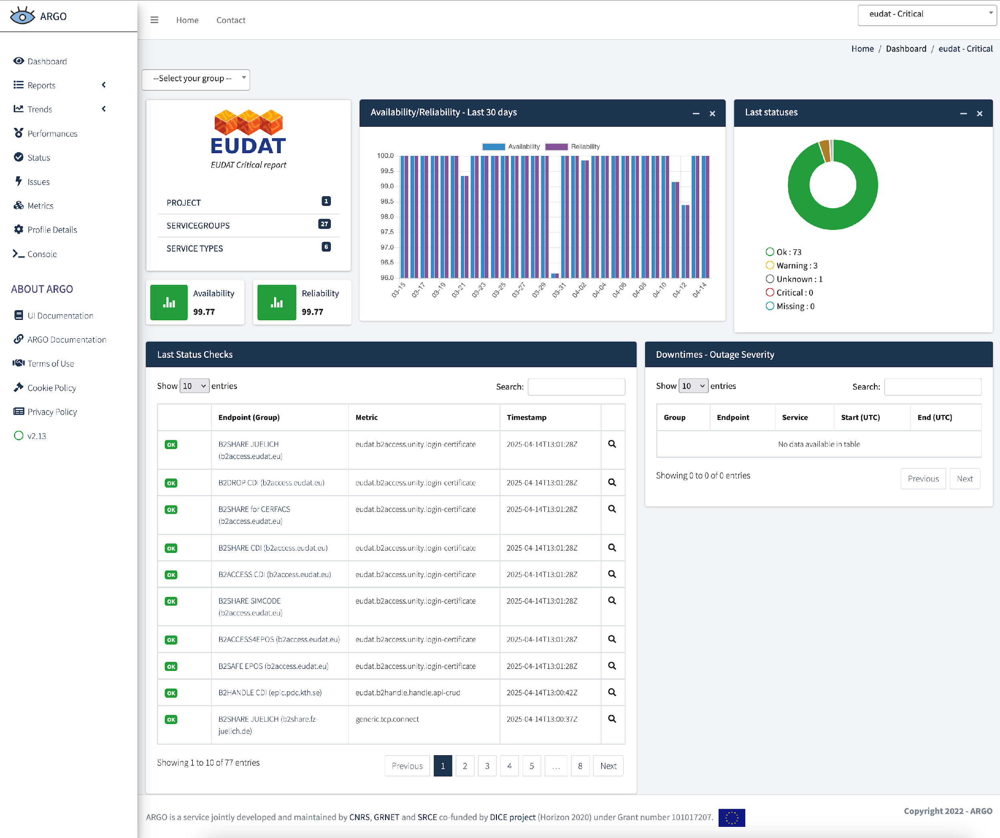 ARGO
Home
Contact
eudat - Critical
Home / Dashboard / eudat - Critical
Dashboard
Reports
Trends
Performances
Status
Issues
Metrics
Profile Details
Console
ABOUT ARGO
UI Documentation
ARGO Documentation
Terms of Use
Cookie Policy
Privacy Policy
v2.13
--Select your group --
EUDAT
EUDAT Critical report
PROJECT 1
SERVICEGROUPS 27
SERVICE TYPES 6
Availability
99.77
Reliability
99.77
Availability/Reliability - Last 30 days
Availability Reliability
100.0
99.5
99.0
98.5
98.0
97.5
97.0
96.5
96.0
03-15 03-17 03-19 03-21 03-23 03-25 03-27 03-29 03-31 04-02 04-04 04-06 04-08 04-10 04-12 04-14
Last statuses
Ok : 73
Warning : 3
Unknown : 1
Critical : 0
Missing : 0
Last Status Checks
Show 10 entries
Search:
Endpoint (Group) Metric Timestamp
OK B2SHARE JUELICH eudat.b2access.unity.login-certificate 2025-04-14T13:01:28Z
(b2access.eudat.eu)
OK B2DROP CDI (b2access.eudat.eu) eudat.b2access.unity.login-certificate 2025-04-14T13:01:28Z
OK B2SHARE for CERFACS eudat.b2access.unity.login-certificate 2025-04-14T13:01:28Z
(b2access.eudat.eu)
OK B2SHARE CDI (b2access.eudat.eu) eudat.b2access.unity.login-certificate 2025-04-14T13:01:28Z
OK B2ACCESS CDI (b2access.eudat.eu) eudat.b2access.unity.login-certificate 2025-04-14T13:01:28Z
OK B2SHARE SIMCODE eudat.b2access.unity.login-certificate 2025-04-14T13:01:28Z
(b2access.eudat.eu)
OK B2ACCESS4EPOS (b2access.eudat.eu) eudat.b2access.unity.login-certificate 2025-04-14T13:01:28Z
OK B2SAFE EPOS (b2access.eudat.eu) eudat.b2access.unity.login-certificate 2025-04-14T13:01:28Z
OK B2HANDLE CDI (epic.pdc.kth.se) eudat.b2handle.handle.api-crud 2025-04-14T13:00:42Z
OK B2SHARE JUELICH (b2share.fz- generic.tcp.connect 2025-04-14T13:00:37Z
juelich.de)
Showing 1 to 10 of 77 entries
Previous 1 2 3 4 5 … 8 Next
Downtimes - Outage Severity
Show 10 entries
Search:
Group Endpoint Service Start (UTC) End (UTC)
No data available in table
Showing 0 to 0 of 0 entries
Previous Next
ARGO is a service jointly developed and maintained by CNRS, GRNET and SRCE co-funded by DICE project (Horizon 2020) under Grant number 101017207.
Copyright 2022 - ARGO